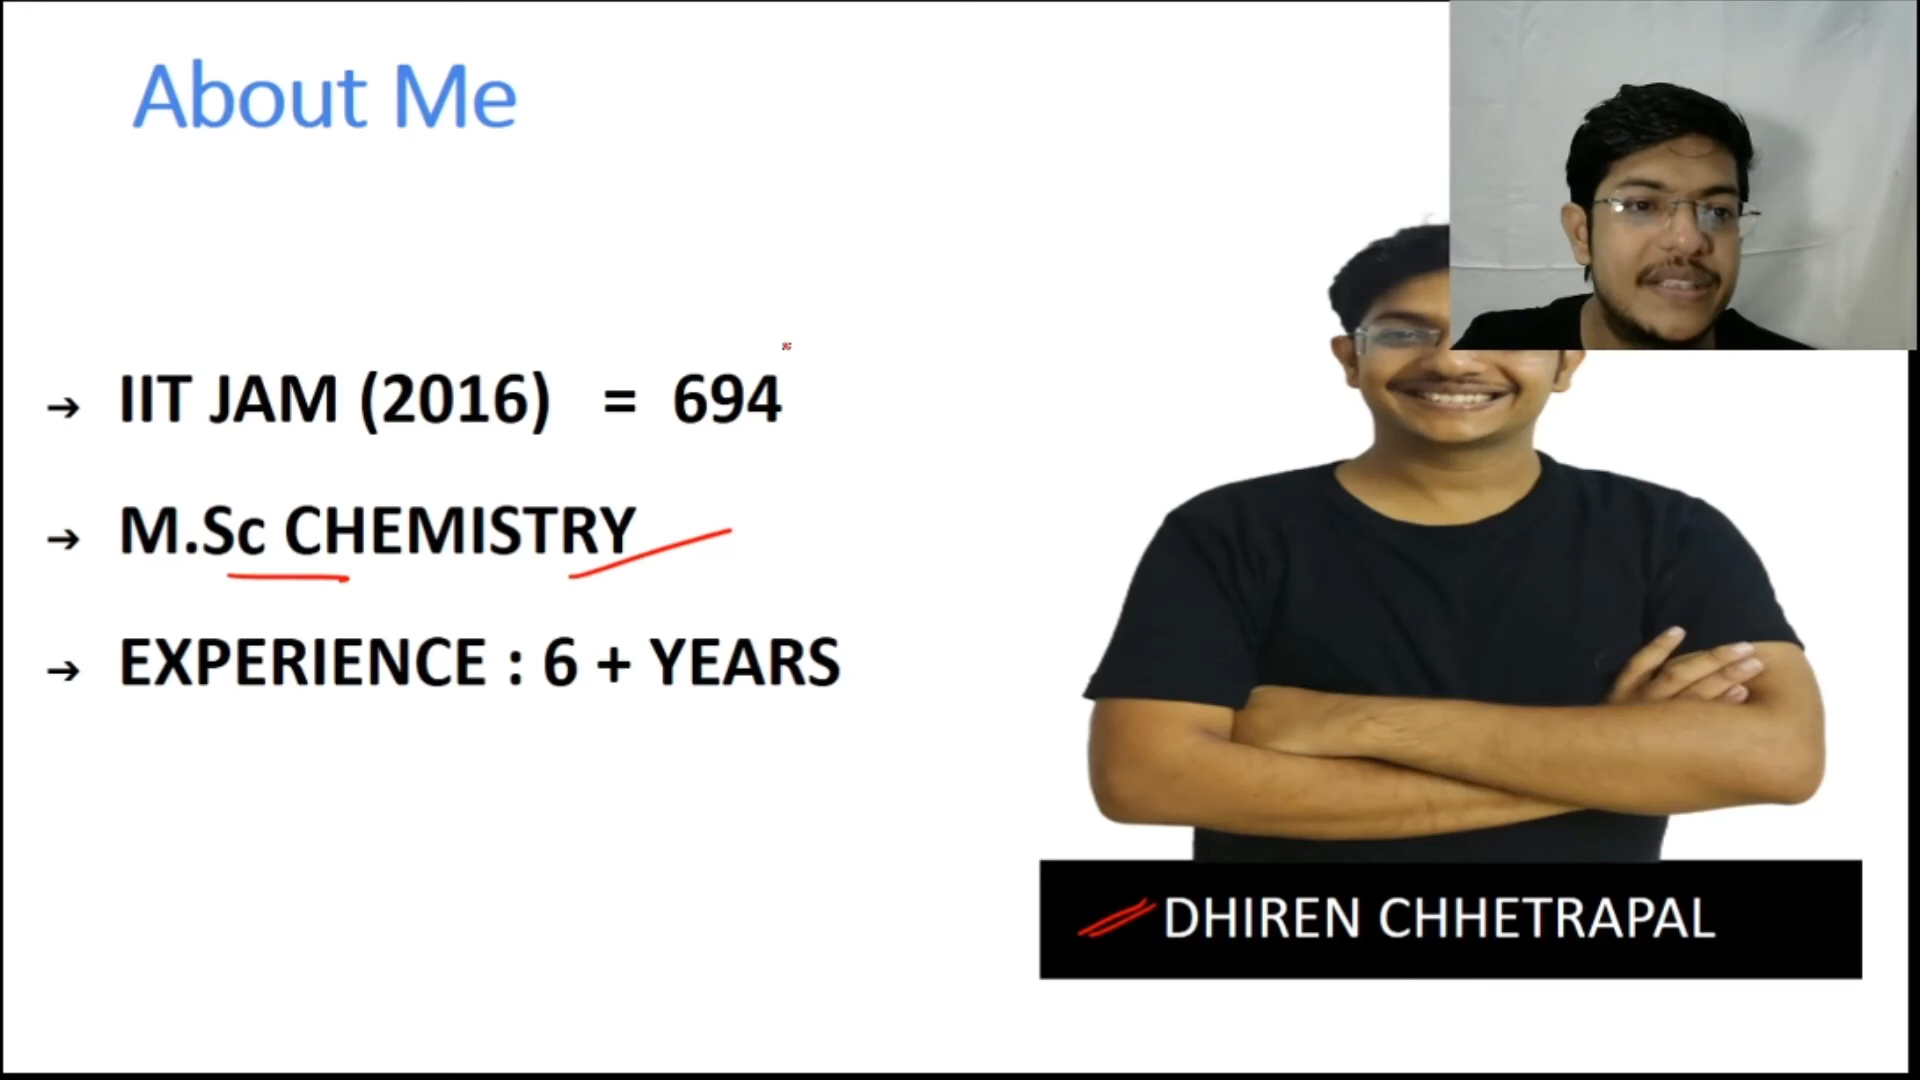 About Me
→ IIT JAM (2016) = 694
→ M.Sc CHEMISTRY
→ EXPERIENCE : 6 + YEARS
DHIREN CHHETRAPAL